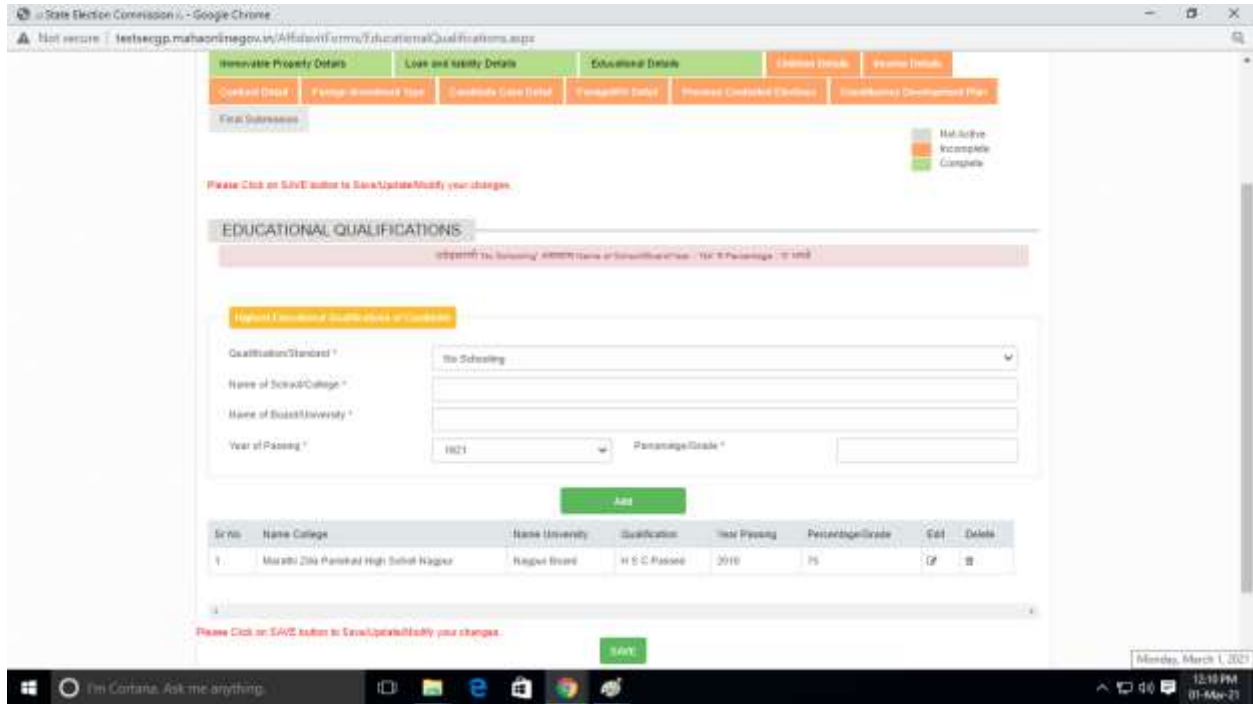 State Election Commission - Google Chrome
Not secure | testsecgp.mahaonlinegov.in/AffidavitForms/EducationalQualifications.aspx
Immovable Property Details Loan and liability Details Educational Details Children Details Income Details
Contract Detail Foreign Investment Type Candidate Case Detail Previous Contested Election Constituency Development Plan
Final Submission
Not Active
Incomplete
Complete
Please Click on SAVE button to Save/Update/Modify your changes.
EDUCATIONAL QUALIFICATIONS
Highest Educational Qualifications of Candidate
Qualification/Standard * No Schooling
Name of School/College *
Name of Board/University *
Year of Passing * 1921 Percentage/Grade *
Add
Sr No Name College Name University Qualification Year Passing Percentage/Grade Edit Delete
1 Marathi Zilla Parishad High Nagpur Nagpur Board H S C Passed 2010 75
Please Click on SAVE button to Save/Update/Modify your changes.
SAVE
Monday, March 1, 2021
I'm Cortana. Ask me anything.
12:10 PM
01-Mar-21